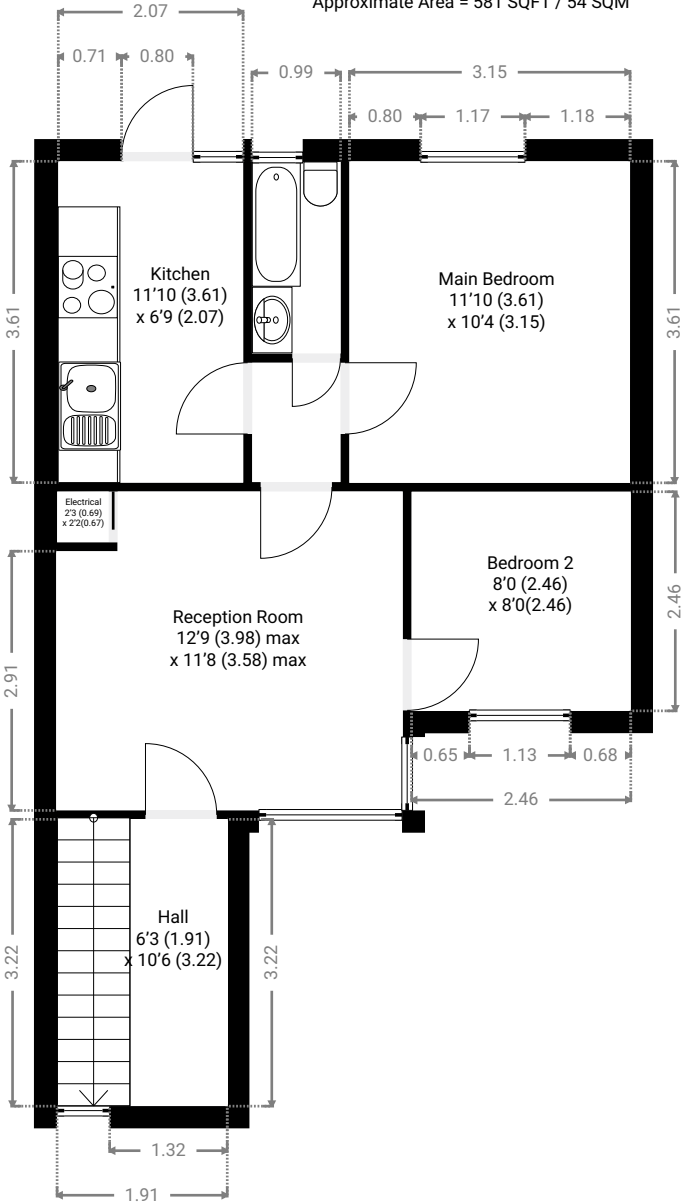 Approximate Area = 581 SQFT / 54 SQM
2.07
0.71
0.80
0.99
3.15
0.80
1.17
1.18
3.61
Kitchen
11'10 (3.61)
x 6'9 (2.07)
Main Bedroom
11'10 (3.61)
x 10'4 (3.15)
3.61
Electrical
2'3 (0.69)
x 2'2(0.67)
Bedroom 2
8'0 (2.46)
x 8'0(2.46)
2.46
Reception Room
12'9 (3.98) max
x 11'8 (3.58) max
2.91
0.65
1.13
0.68
2.46
3.22
Hall
6'3 (1.91)
x 10'6 (3.22)
3.22
1.32
1.91